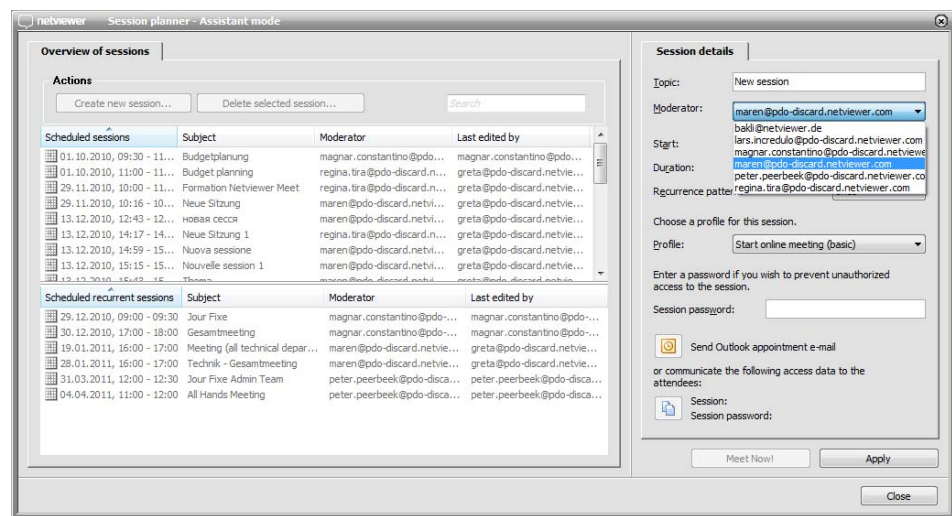 netviewer Session planner - Assistant mode
Overview of sessions
Actions
Create new session...
Delete selected session...
Search
Scheduled sessions Subject Moderator Last edited by
01.10.2010, 09:30 - 11... Budgetplanung magnar.constantino@pdo... magnar.constantino@pdo...
01.10.2010, 11:00 - 11... Budget planning regina.tira@pdo-discard.n... greta@pdo-discard.netvie...
29.11.2010, 10:00 - 11... Formation Netviewer Meet regina.tira@pdo-discard.n... greta@pdo-discard.netvie...
29.11.2010, 10:16 - 10... Neue Sitzung maren@pdo-discard.netvi... greta@pdo-discard.netvie...
13.12.2010, 12:43 - 12... новая сесся maren@pdo-discard.netvi... greta@pdo-discard.netvie...
13.12.2010, 14:17 - 14... Neue Sitzung 1 regina.tira@pdo-discard.n... greta@pdo-discard.netvie...
13.12.2010, 14:59 - 15... Nuova sessione maren@pdo-discard.netvi... greta@pdo-discard.netvie...
13.12.2010, 15:15 - 15... Nouvelle session 1 maren@pdo-discard.netvi... greta@pdo-discard.netvie...
Scheduled recurrent sessions Subject Moderator Last edited by
29.12.2010, 09:00 - 09:30 Jour Fixe magnar.constantino@pdo-... magnar.constantino@pdo-...
30.12.2010, 17:00 - 18:00 Gesamtmeeting magnar.constantino@pdo-... magnar.constantino@pdo-...
19.01.2011, 16:00 - 17:00 Meeting (all technical depar... maren@pdo-discard.netvie... greta@pdo-discard.netvie...
28.01.2011, 16:00 - 17:00 Technik - Gesamtmeeting maren@pdo-discard.netvie... greta@pdo-discard.netvie...
31.03.2011, 12:00 - 12:30 Jour Fixe Admin Team peter.peerbeek@pdo-disca... peter.peerbeek@pdo-disca...
04.04.2011, 11:00 - 12:00 All Hands Meeting peter.peerbeek@pdo-disca... peter.peerbeek@pdo-disca...
Session details
Topic: New session
Moderator: maren@pdo-discard.netviewer.com
bakli@netviewer.de
lars.incredulo@pdo-discard.netviewer.com
Start: magnar.constantino@pdo-discard.netviewe
maren@pdo-discard.netviewer.com
Duration: peter.peerbeek@pdo-discard.netviewer.co
Recurrence patte regina.tira@pdo-discard.netviewer.com
Choose a profile for this session.
Profile: Start online meeting (basic)
Enter a password if you wish to prevent unauthorized
access to the session.
Session password:
Send Outlook appointment e-mail
or communicate the following access data to the
attendees:
Session:
Session password:
Meet Now!
Apply
Close